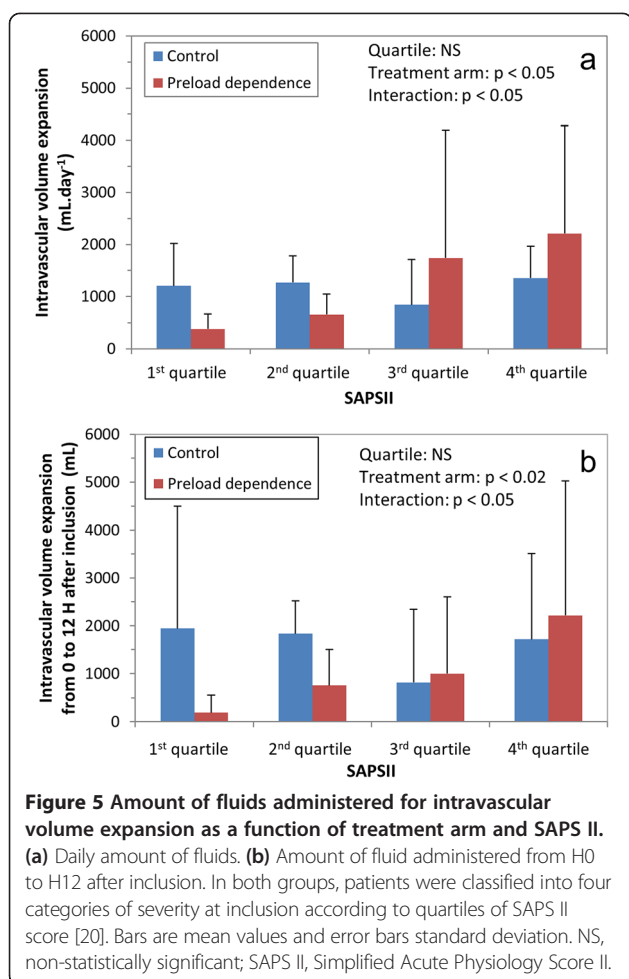 6000
5000
4000
3000
2000
1000
0
Intravascular volume expansion
(mL.day⁻¹)
Control
Preload dependence
Quartile: NS
Treatment arm: p < 0.05
Interaction: p < 0.05
a
1st quartile 2nd quartile 3rd quartile 4th quartile
SAPSII
6000
5000
4000
3000
2000
1000
0
Intravascular volume expansion
from 0 to 12 H after inclusion (mL)
Control
Preload dependence
Quartile: NS
Treatment arm: p < 0.02
Interaction: p < 0.05
b
1st quartile 2nd quartile 3rd quartile 4th quartile
SAPSII
Figure 5 Amount of fluids administered for intravascular
volume expansion as a function of treatment arm and SAPS II.
(a) Daily amount of fluids. (b) Amount of fluid administered from H0
to H12 after inclusion. In both groups, patients were classified into four
categories of severity at inclusion according to quartiles of SAPS II
score [20]. Bars are mean values and error bars standard deviation. NS,
non-statistically significant; SAPS II, Simplified Acute Physiology Score II.